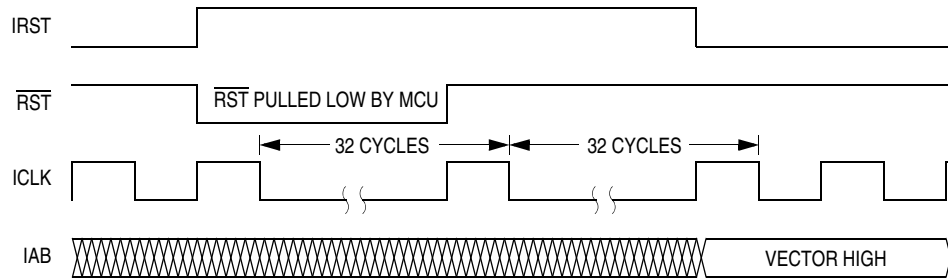 IRST
RST
RST PULLED LOW BY MCU
32 CYCLES
32 CYCLES
ICLK
IAB
VECTOR HIGH